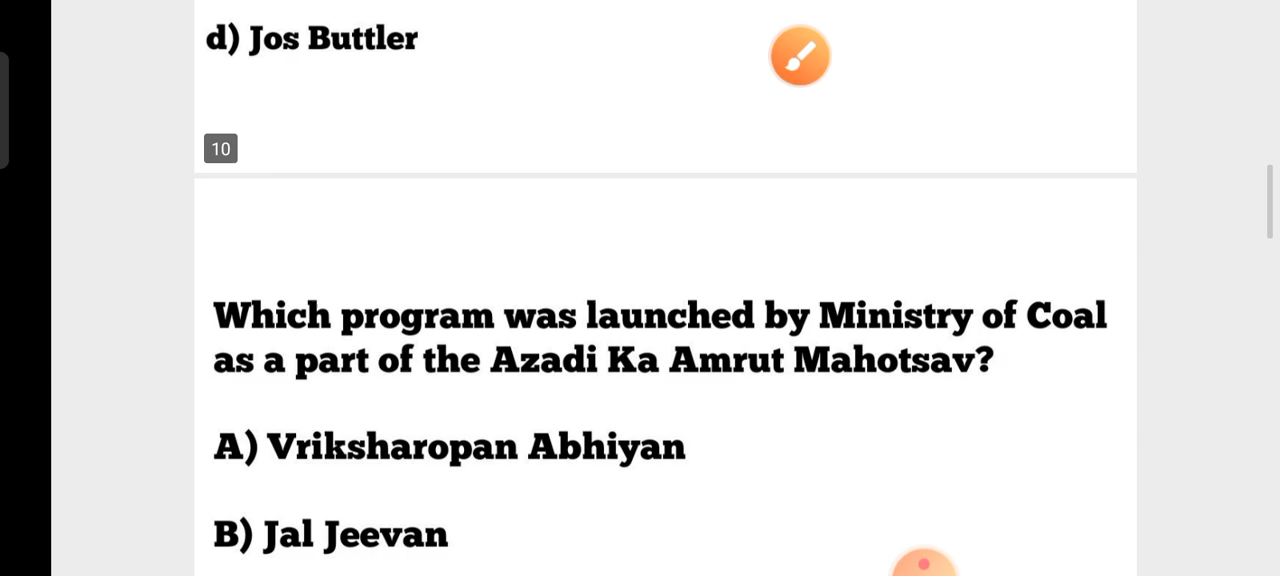 d) Jos Buttler
10
Which program was launched by Ministry of Coal
as a part of the Azadi Ka Amrut Mahotsav?
A) Vriksharopan Abhiyan
B) Jal Jeevan